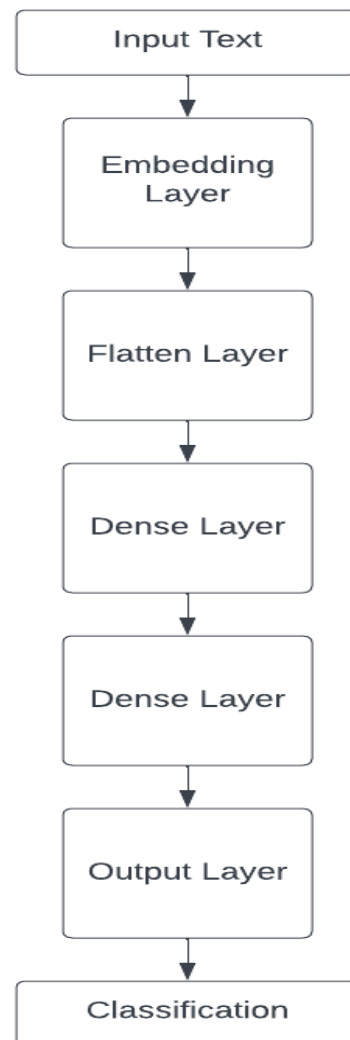 Input Text
Embedding
Layer
Flatten Layer
Dense Layer
Dense Layer
Output Layer
Classification